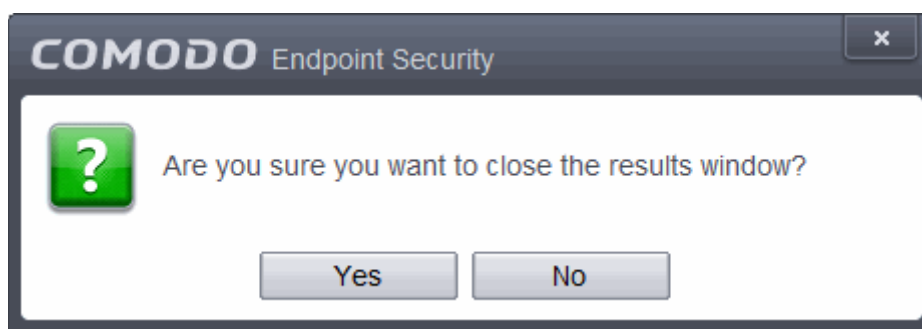 COMODO Endpoint Security
Are you sure you want to close the results window?
Yes No